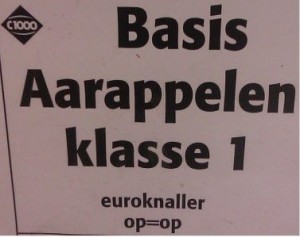 C1000
Basis
Aarappelen
klasse 1
euroknaller
op=op